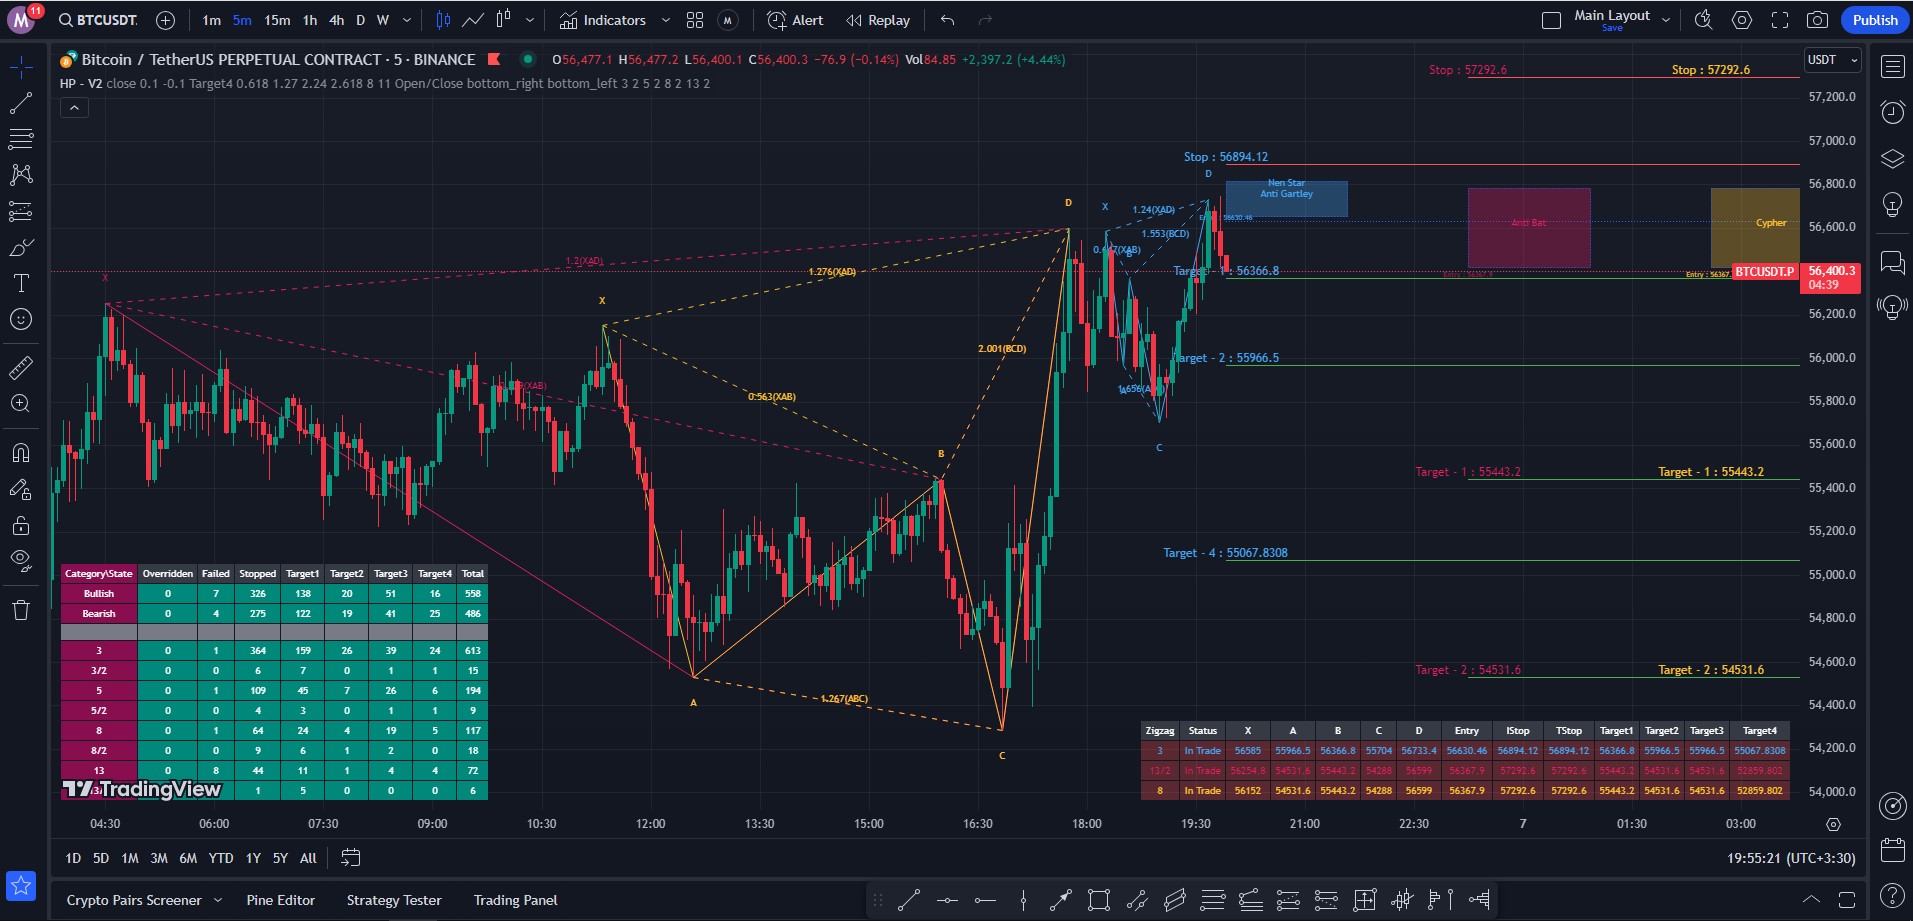 M 11 BTCUSDT. 1m 5m 15m 1h 4h D W Indicators M Alert Replay Main Layout Save Publish
Bitcoin / TetherUS PERPETUAL CONTRACT · 5 · BINANCE O56,477.1 H56,477.2 L56,400.1 C56,400.3 −76.9 (−0.14%) Vol84.85 +2,397.2 (+4.44%) USDT
HP - V2 close 0.1 -0.1 Target4 0.618 1.27 2.24 2.618 8 11 Open/Close bottom_right bottom_left 3 2 5 2 8 2 13 2
Stop : 57292.6 Stop : 57292.6
57,200.0
57,000.0
Stop : 56894.12
D
Nen Star
Anti Gartley
56,800.0
D X 1.24(XAD)
Anti Bat Cypher
56,600.0
1.553(BCD)
1.2(XAD)
1.276(XAD)
Target - 1 : 56366.8
Entry : 56367.9
BTCUSDT.P 56,400.3
04:39
X
X
B
56,200.0
2.001(BCD)
Target - 2 : 55966.5
56,000.0
0.563(XAB)
A
55,800.0
C
B
55,600.0
Target - 1 : 55443.2 Target - 1 : 55443.2
55,400.0
55,200.0
Target - 4 : 55067.8308
55,000.0
54,800.0
Target - 2 : 54531.6 Target - 2 : 54531.6
54,600.0
A 1.267(ABC)
54,400.0
C
54,200.0
54,000.0
Category\State Overridden Failed Stopped Target1 Target2 Target3 Target4 Total
Bullish 0 7 326 138 20 51 16 558
Bearish 0 4 275 122 19 41 25 486
3 0 1 364 159 26 39 24 613
3/2 0 0 6 7 0 1 1 15
5 0 1 109 45 7 26 6 194
5/2 0 0 4 3 0 1 1 9
8 0 1 64 24 4 19 5 117
8/2 0 0 9 6 1 2 0 18
13 0 8 44 11 1 4 4 72
1 5 0 0 0 6
TradingView
Zigzag Status X A B C D Entry IStop TStop Target1 Target2 Target3 Target4
3 In Trade 56585 55966.5 56366.8 55704 56733.4 56630.46 56894.12 56894.12 56366.8 55966.5 55966.5 55067.8308
13/2 In Trade 56254.8 54531.6 55443.2 54288 56599 56367.9 57292.6 57292.6 55443.2 54531.6 54531.6 52859.802
8 In Trade 56152 54531.6 55443.2 54288 56599 56367.9 57292.6 57292.6 55443.2 54531.6 54531.6 52859.802
04:30 06:00 07:30 09:00 10:30 12:00 13:30 15:00 16:30 18:00 19:30 21:00 22:30 7 01:30 03:00
1D 5D 1M 3M 6M YTD 1Y 5Y All 19:55:21 (UTC+3:30)
Crypto Pairs Screener Pine Editor Strategy Tester Trading Panel